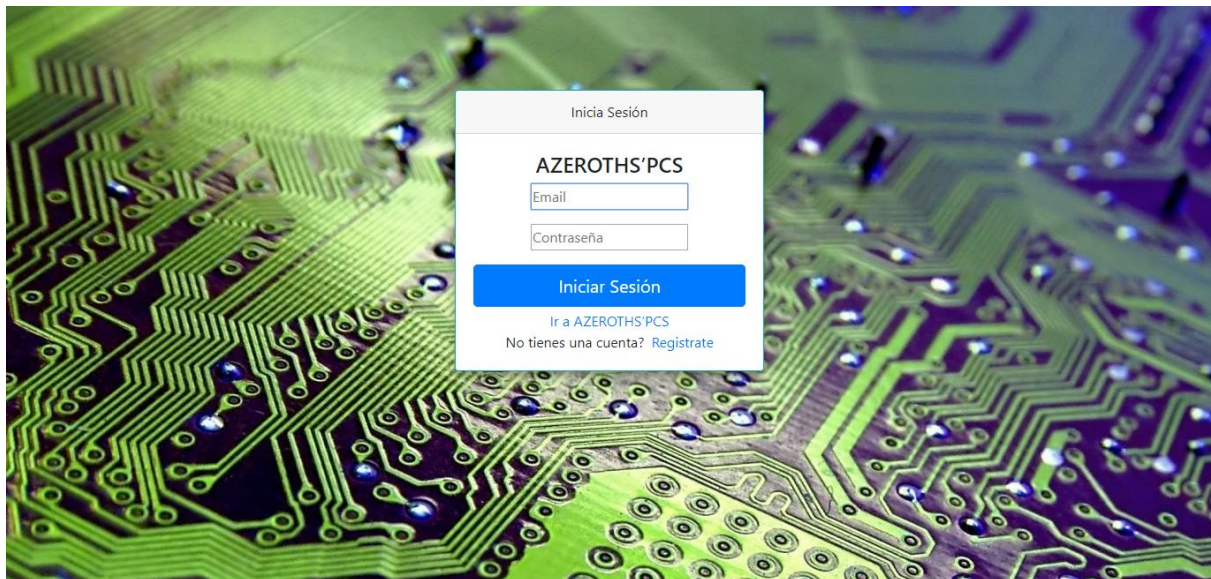 Inicia Sesión
AZEROTHS'PCS
Email
Contraseña
Iniciar Sesión
Ir a AZEROTHS'PCS
No tienes una cuenta? Registrate